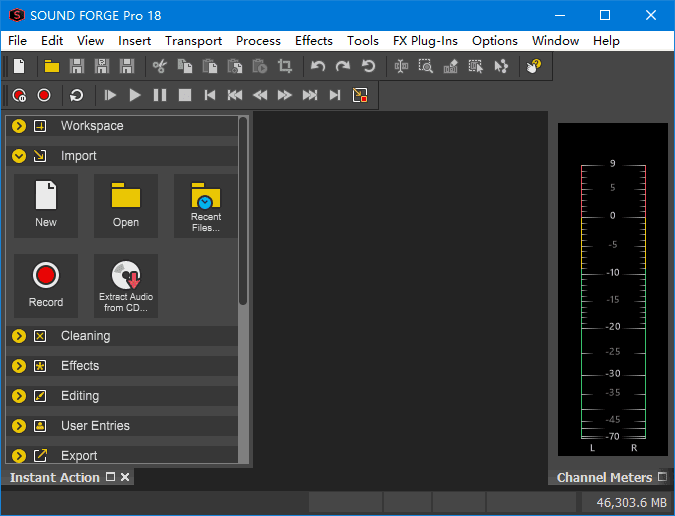 SOUND FORGE Pro 18
File Edit View Insert Transport Process Effects Tools FX Plug-Ins Options Window Help
Workspace
Import
New
Open
Recent
Files...
Record
Extract Audio
from CD...
Cleaning
Effects
Editing
User Entries
Export
Instant Action
9
5
0
-5
-10
-15
-20
-25
-30
-35
-45
-70
L R
Channel Meters
46,303.6 MB